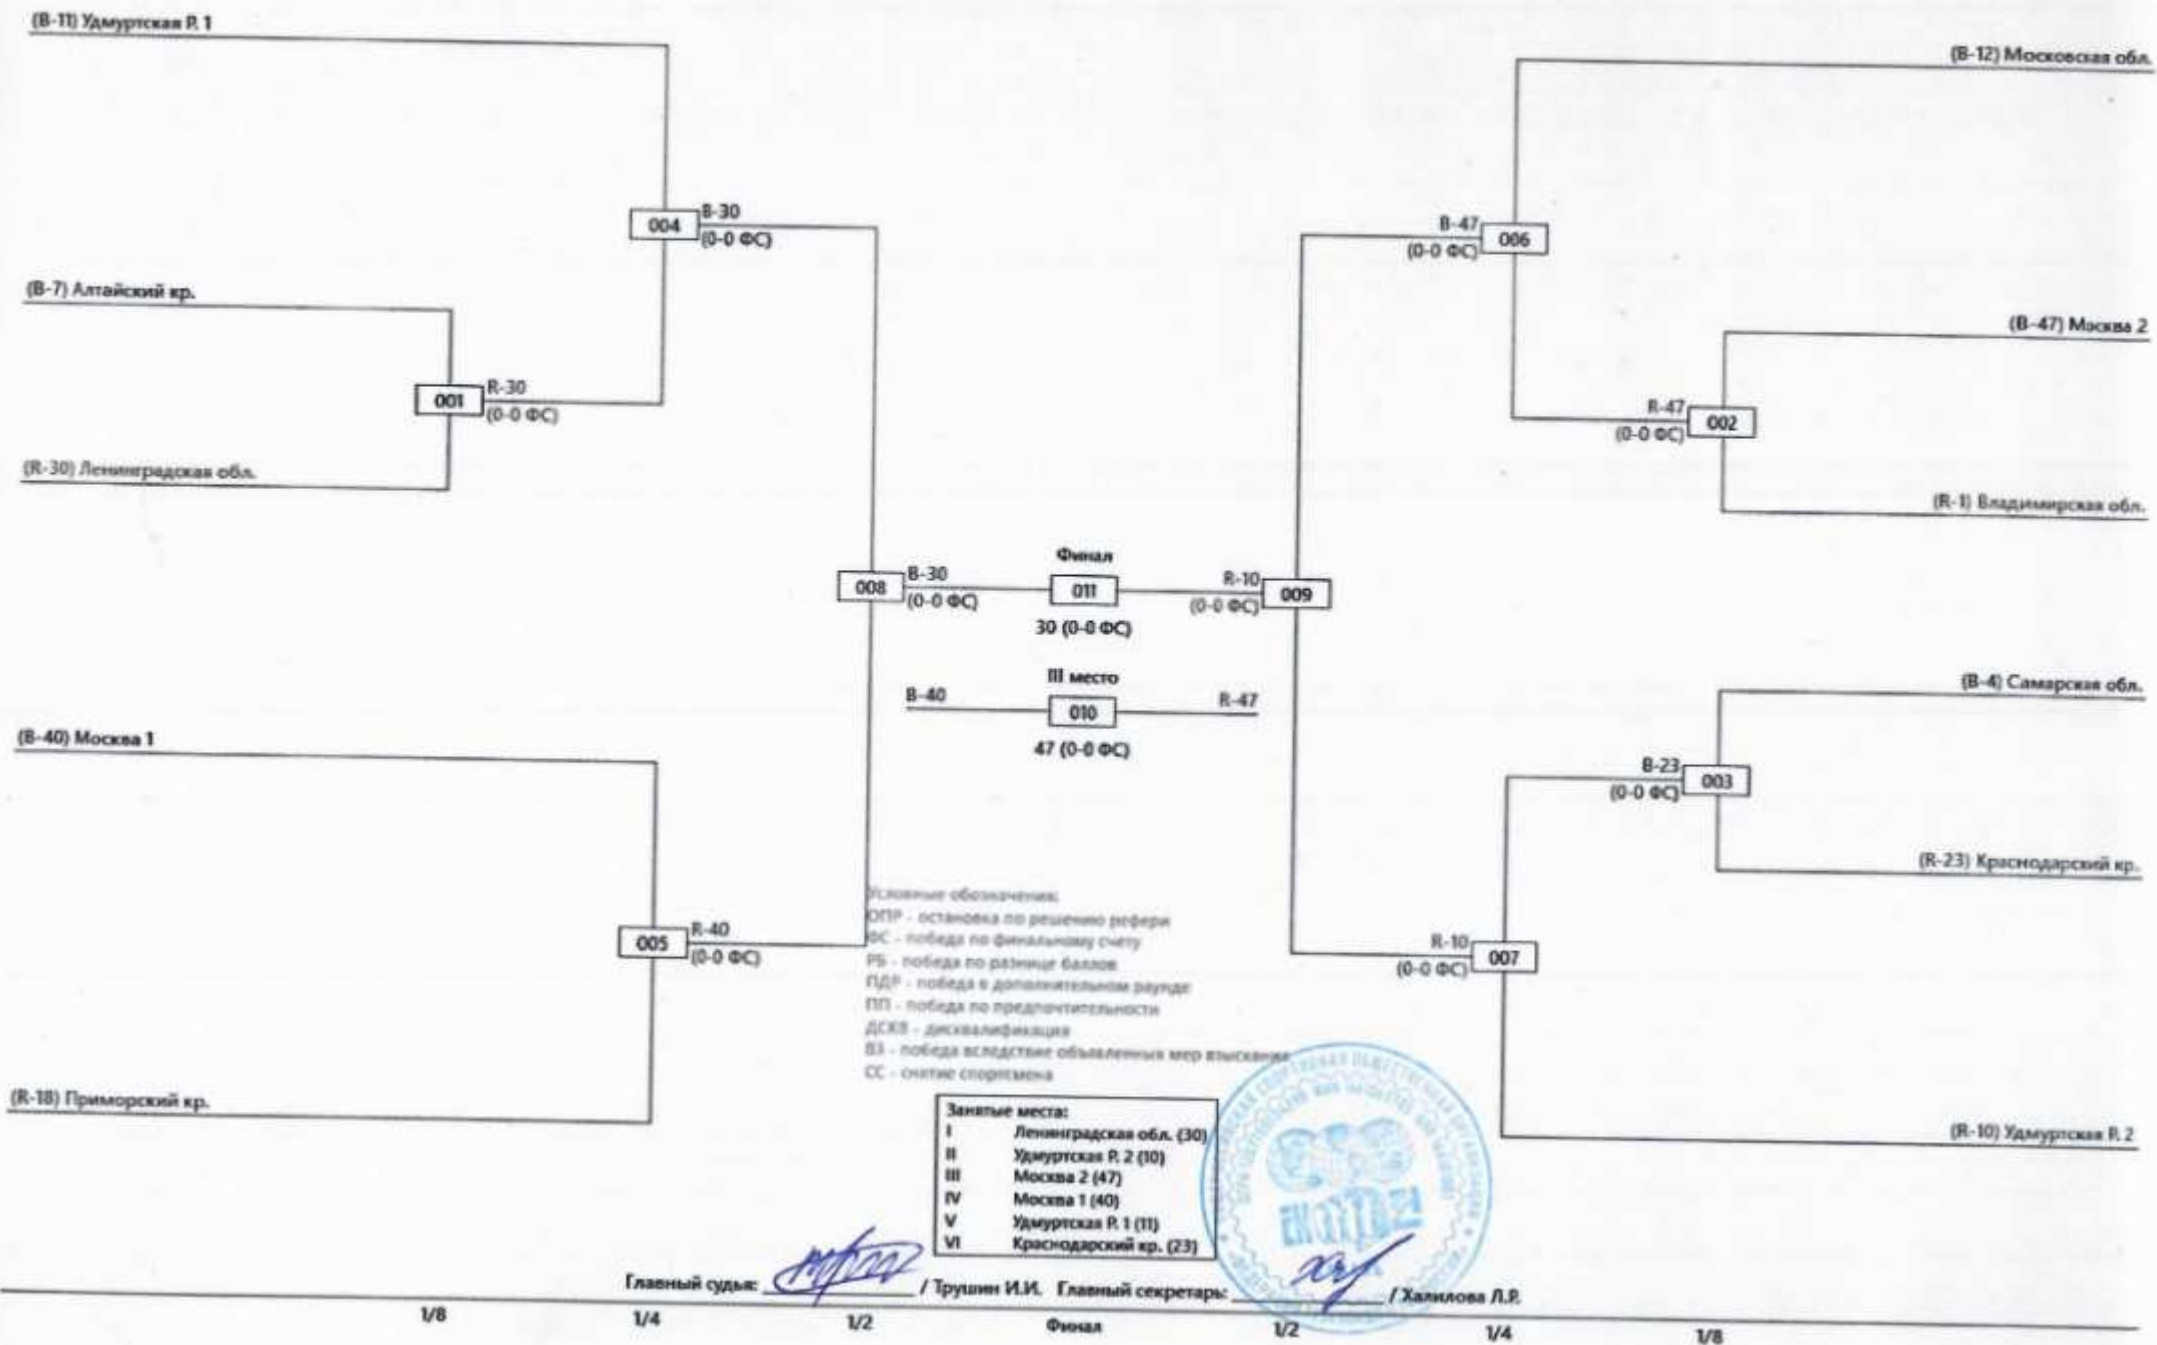 (B-11) Удмуртская Р. 1
(B-12) Московская обл.
004
B-30
(0-0 ФС)
B-47
(0-0 ФС)
006
(B-7) Алтайский кр.
(B-47) Москва 2
001
R-30
(0-0 ФС)
R-47
(0-0 ФС)
002
(R-30) Ленинградская обл.
(R-1) Владимирская обл.
008
B-30
(0-0 ФС)
Финал
011
30 (0-0 ФС)
R-10
(0-0 ФС)
009
III место
B-40
010
R-47
47 (0-0 ФС)
(B-4) Самарская обл.
(B-40) Москва 1
B-23
(0-0 ФС)
003
(R-23) Краснодарский кр.
005
R-40
(0-0 ФС)
R-10
(0-0 ФС)
007
Условные обозначения:
ОПР - остановка по решению рефери
ФС - победа по финальному счету
РБ - победа по разнице баллов
ПДР - победа в дополнительном раунде
ПП - победа по предпочтительности
ДСКВ - дисквалификация
ВЗ - победа вследствие объявленных мер взыскания
СС - снятие спортсмена
(R-18) Приморский кр.
(R-10) Удмуртская Р. 2
Занятые места:
I Ленинградская обл. (30)
II Удмуртская Р. 2 (10)
III Москва 2 (47)
IV Москва 1 (40)
V Удмуртская Р. 1 (11)
VI Краснодарский кр. (23)
Главный судья: / Трушин И.И. Главный секретарь: / Халилова Л.Р.
1/8 1/4 1/2 Финал 1/2 1/4 1/8